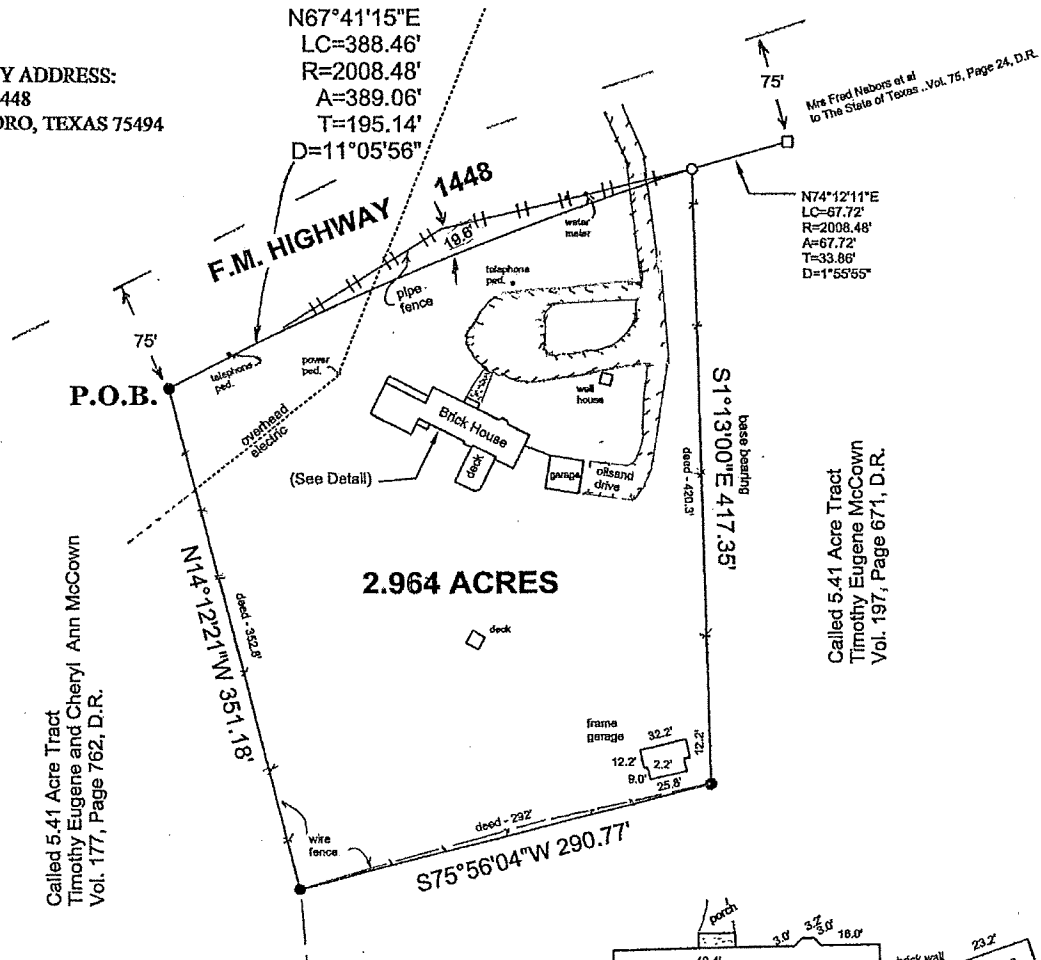 N67°41'15"E
LC=388.46'
R=2008.48'
A=389.06'
T=195.14'
D=11°05'56"
Y ADDRESS:
448
ORO, TEXAS 75494
75'
Mrs Fred Nabors et al
to The State of Texas ..Vol. 75, Page 24, D.R.
N74°12'11"E
LC=67.72'
R=2008.48'
A=67.72'
T=33.86'
D=1°55'55"
F.M. HIGHWAY 1448
19.6'
water
meter
pipe
fence
telephone
ped.
75'
telephone
ped.
power
ped.
P.O.B.
overhead
electric
well
house
Brick House
deck
(See Detail)
garage
oilsand
drive
S1°13'00"E 417.35'
base bearing
deed - 420.3'
Called 5.41 Acre Tract
Timothy Eugene McCown
Vol. 197, Page 671, D.R.
2.964 ACRES
deck
N14°12'21"W 351.18'
deed - 352.8'
Called 5.41 Acre Tract
Timothy Eugene and Cheryl Ann McCown
Vol. 177, Page 762, D.R.
frame
garage
32.2'
12.2'
12.2'
2.2'
9.0'
25.8'
wire
fence
deed - 292'
S75°56'04"W 290.77'
porch
3.0'
3.2'
3.0'
16.0'
brick wall
23.2'